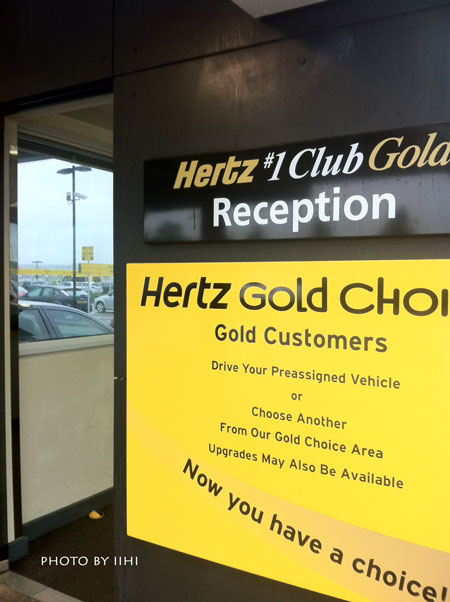 Hertz #1 Club Gold
Reception
Hertz Gold Choi
Gold Customers
Drive Your Preassigned Vehicle
or
Choose Another
From Our Gold Choice Area
Upgrades May Also Be Available
Now you have a choice!
PHOTO BY IIHI